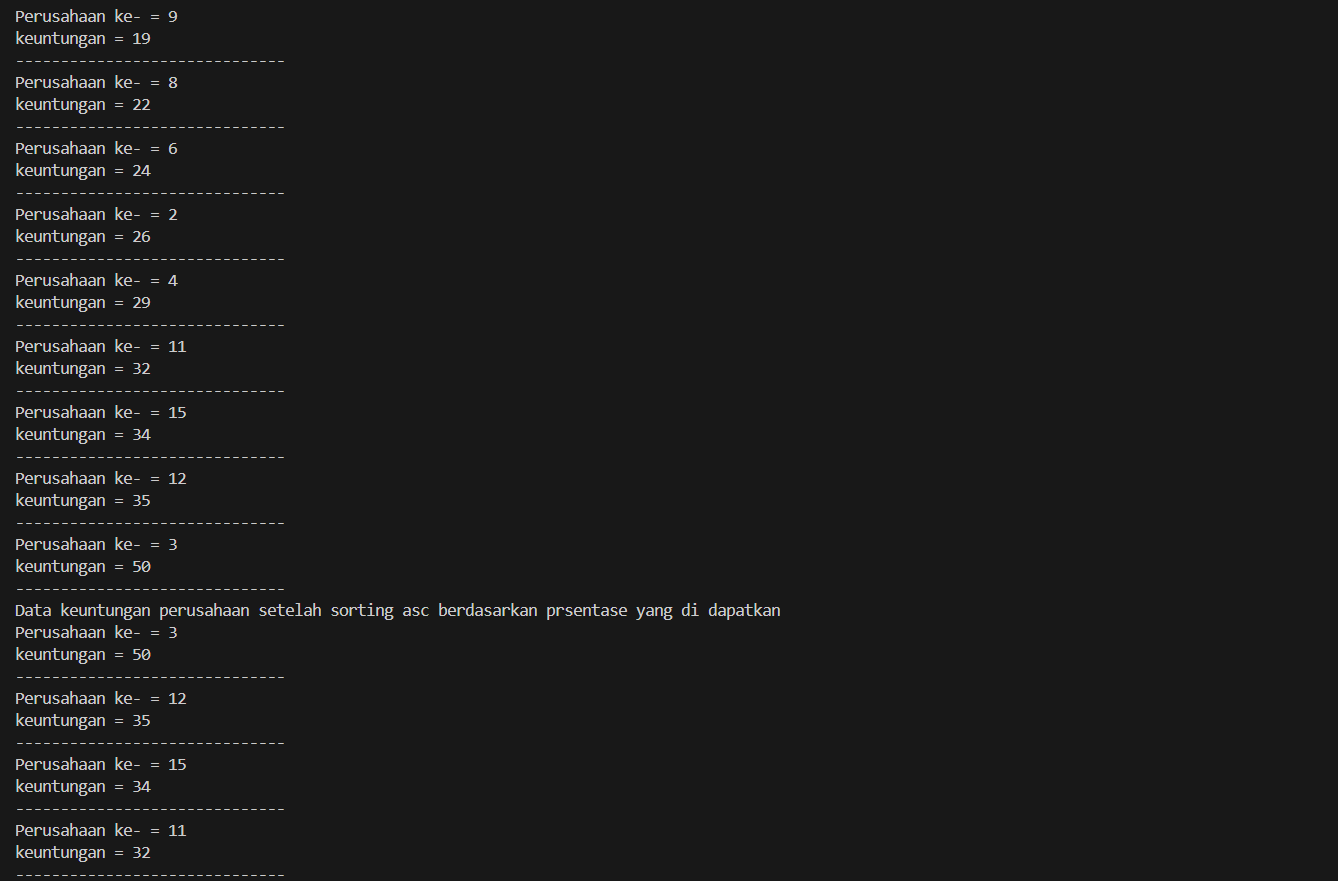 Perusahaan ke- = 9
keuntungan = 19
------------------------------
Perusahaan ke- = 8
keuntungan = 22
------------------------------
Perusahaan ke- = 6
keuntungan = 24
------------------------------
Perusahaan ke- = 2
keuntungan = 26
------------------------------
Perusahaan ke- = 4
keuntungan = 29
------------------------------
Perusahaan ke- = 11
keuntungan = 32
------------------------------
Perusahaan ke- = 15
keuntungan = 34
------------------------------
Perusahaan ke- = 12
keuntungan = 35
------------------------------
Perusahaan ke- = 3
keuntungan = 50
------------------------------
Data keuntungan perusahaan setelah sorting asc berdasarkan prsentase yang di dapatkan
Perusahaan ke- = 3
keuntungan = 50
------------------------------
Perusahaan ke- = 12
keuntungan = 35
------------------------------
Perusahaan ke- = 15
keuntungan = 34
------------------------------
Perusahaan ke- = 11
keuntungan = 32
------------------------------